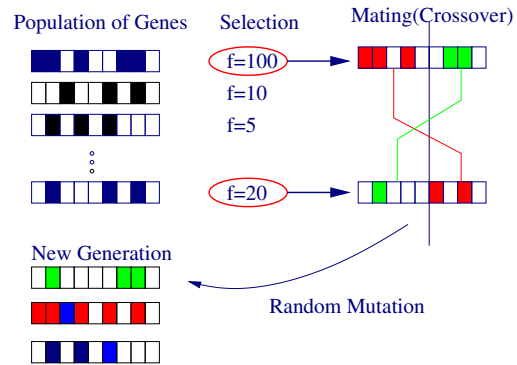 Population of Genes
Selection
Mating(Crossover)
f=100
f=10
f=5
f=20
New Generation
Random Mutation